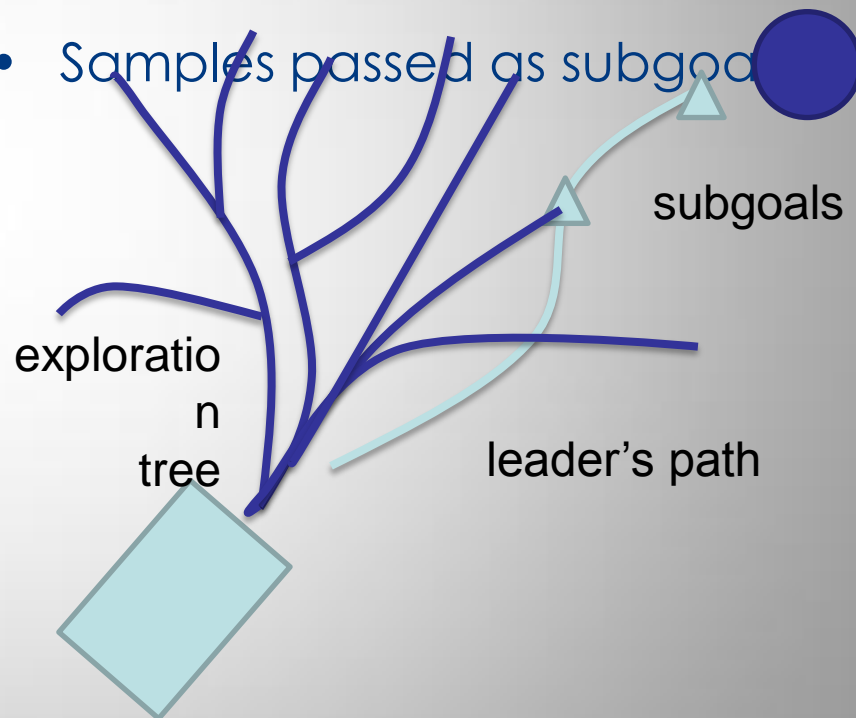 • Samples passed as subgoa
subgoals
exploratio
n
tree
leader’s path